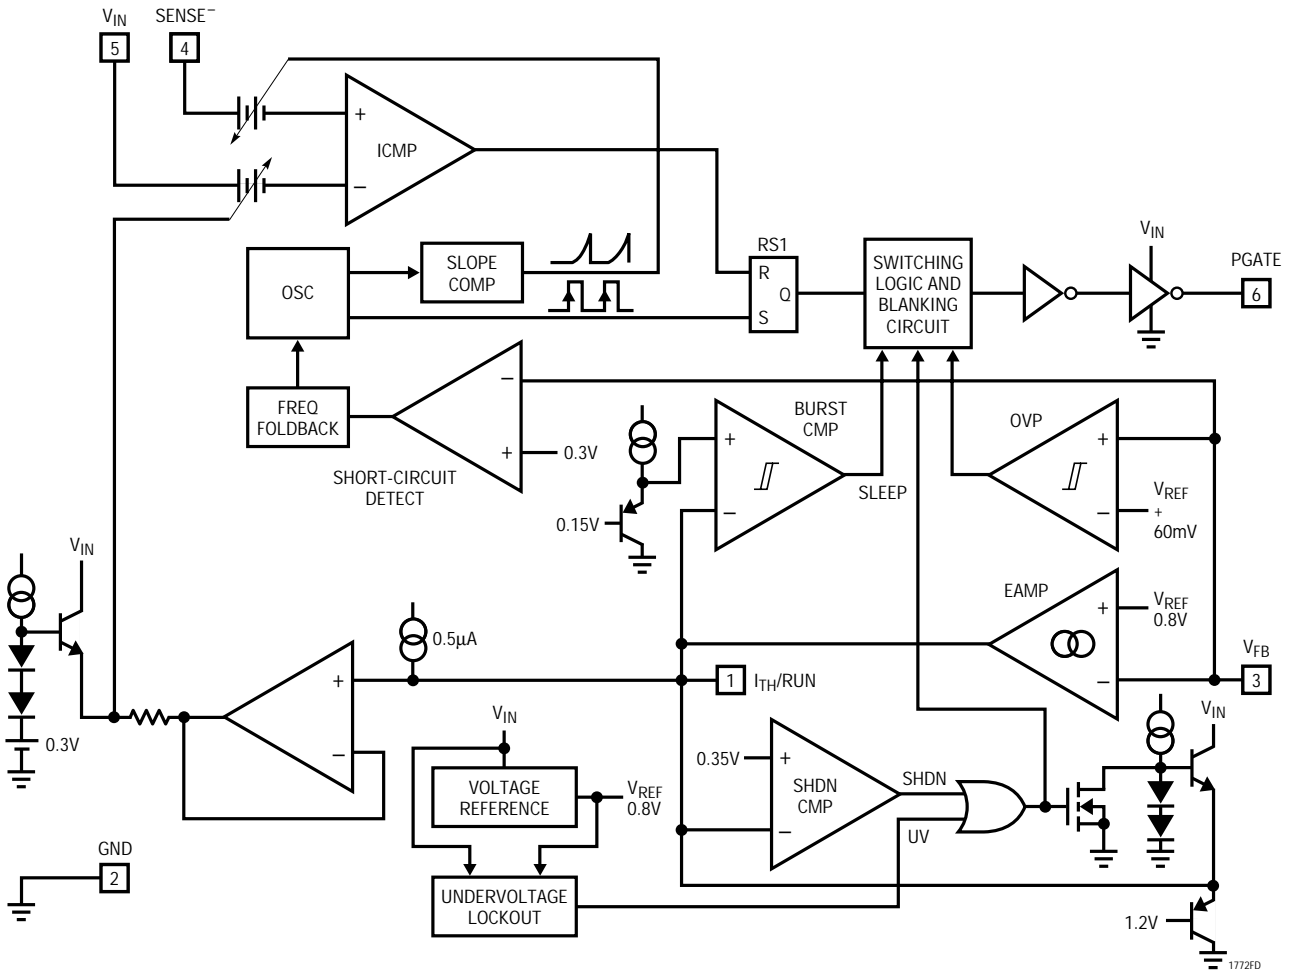 VIN
SENSE−
5
4
+
ICMP
−
OSC
SLOPE
COMP
RS1
R
Q
S
SWITCHING
LOGIC AND
BLANKING
CIRCUIT
VIN
PGATE
6
FREQ
FOLDBACK
−
+
0.3V
SHORT-CIRCUIT
DETECT
0.15V
+
−
BURST
CMP
SLEEP
OVP
+
−
VREF
+
60mV
EAMP
+
−
VREF
0.8V
VFB
3
VIN
0.3V
+
−
0.5µA
1
ITH/RUN
VIN
VOLTAGE
REFERENCE
VREF
0.8V
UNDERVOLTAGE
LOCKOUT
0.35V
+
−
SHDN
CMP
SHDN
UV
VIN
1.2V
GND
2
1772FD